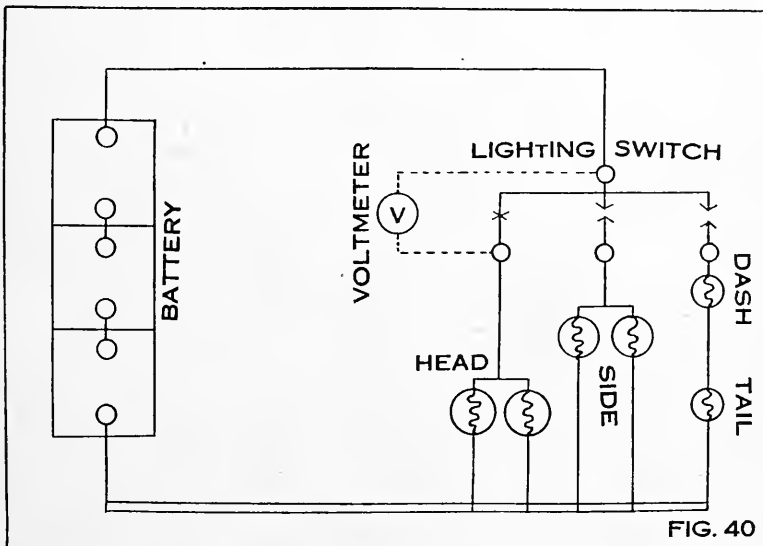 LIGHTING SWITCH
VOLTMETER
V
BATTERY
DASH
HEAD
SIDE
TAIL
FIG. 40